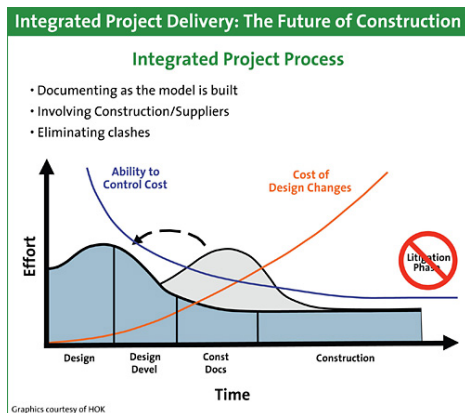 Integrated Project Delivery: The Future of Construction
Integrated Project Process
• Documenting as the model is built
• Involving Construction/Suppliers
• Eliminating clashes
Ability to
Control Cost
Cost of
Design Changes
Litigation
Phase
Effort
Design
Design
Devel
Const
Docs
Construction
Time
Graphics courtesy of HOK